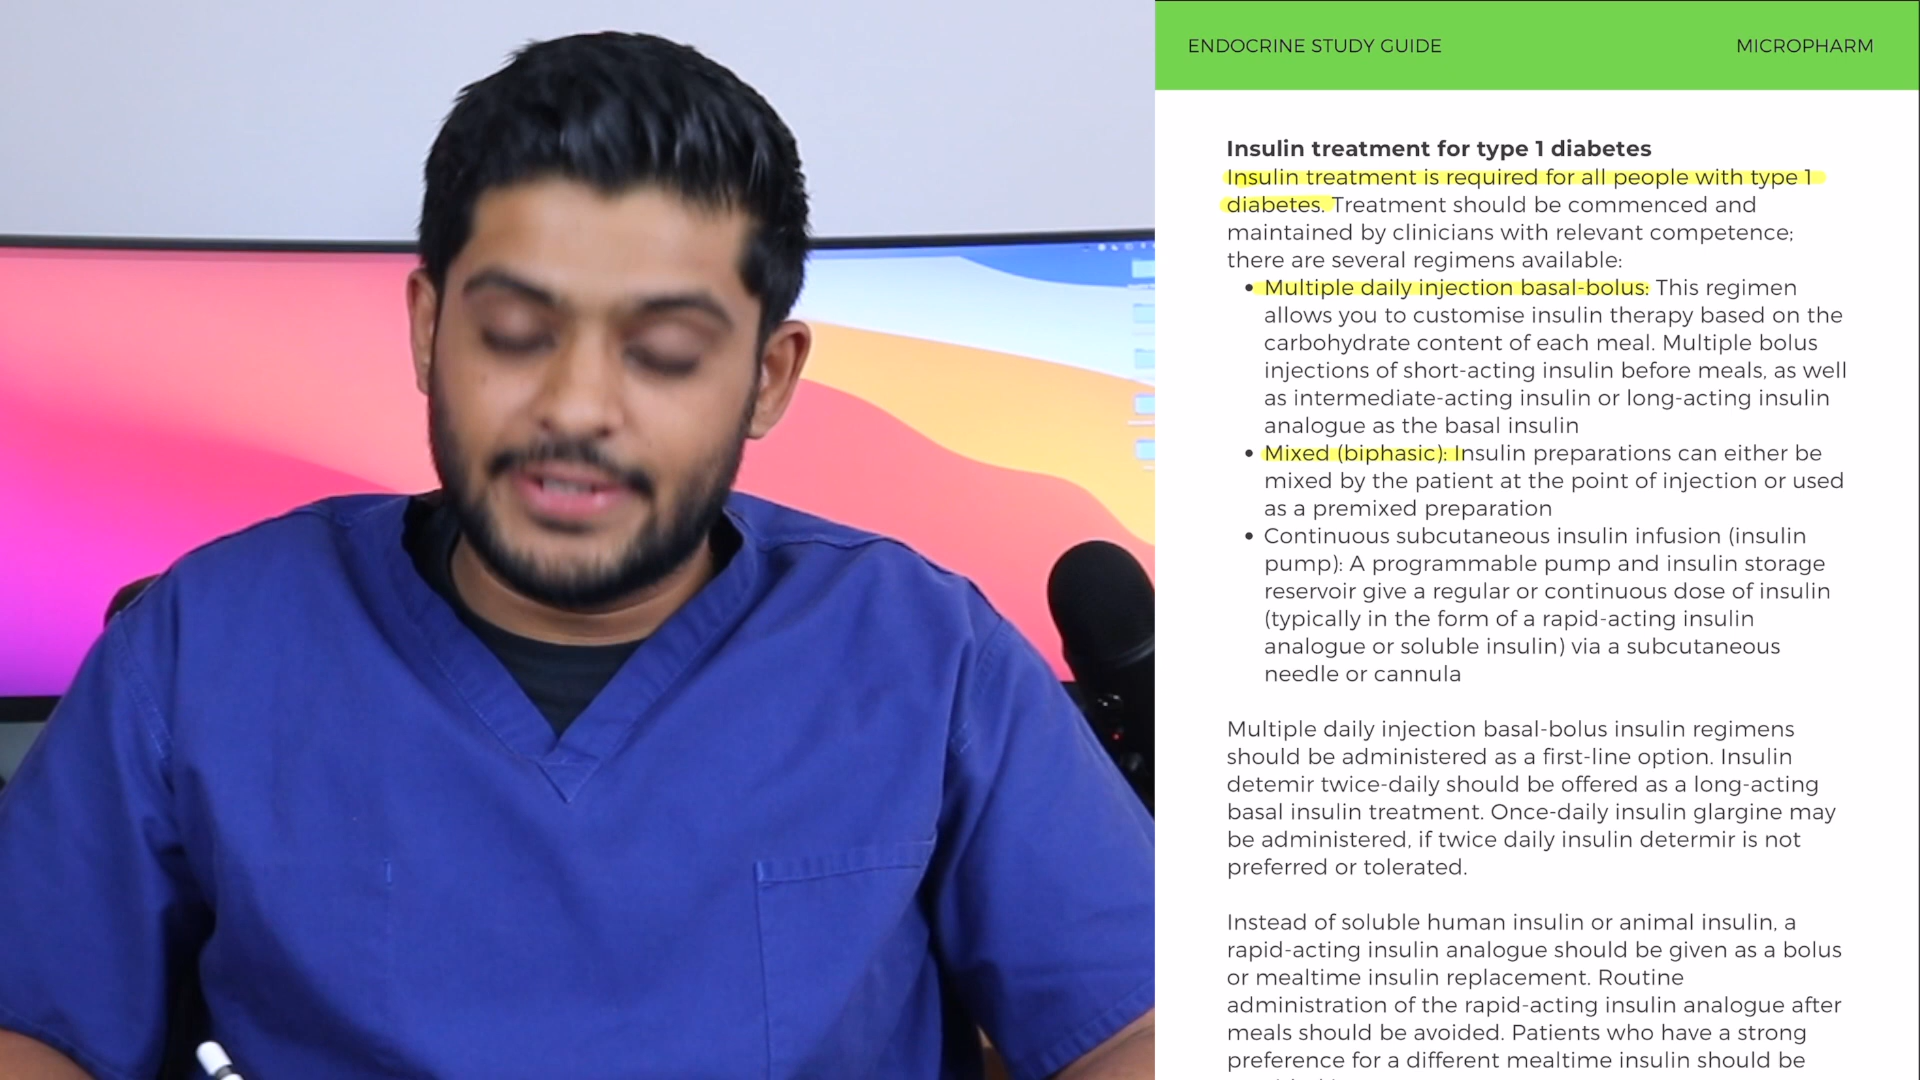 ENDOCRINE STUDY GUIDE
MICROPHARM
Insulin treatment for type 1 diabetes
Insulin treatment is required for all people with type 1
diabetes. Treatment should be commenced and
maintained by clinicians with relevant competence;
there are several regimens available:
• Multiple daily injection basal-bolus: This regimen
allows you to customise insulin therapy based on the
carbohydrate content of each meal. Multiple bolus
injections of short-acting insulin before meals, as well
as intermediate-acting insulin or long-acting insulin
analogue as the basal insulin
• Mixed (biphasic): Insulin preparations can either be
mixed by the patient at the point of injection or used
as a premixed preparation
• Continuous subcutaneous insulin infusion (insulin
pump): A programmable pump and insulin storage
reservoir give a regular or continuous dose of insulin
(typically in the form of a rapid-acting insulin
analogue or soluble insulin) via a subcutaneous
needle or cannula
Multiple daily injection basal-bolus insulin regimens
should be administered as a first-line option. Insulin
detemir twice-daily should be offered as a long-acting
basal insulin treatment. Once-daily insulin glargine may
be administered, if twice daily insulin determir is not
preferred or tolerated.
Instead of soluble human insulin or animal insulin, a
rapid-acting insulin analogue should be given as a bolus
or mealtime insulin replacement. Routine
administration of the rapid-acting insulin analogue after
meals should be avoided. Patients who have a strong
preference for a different mealtime insulin should be